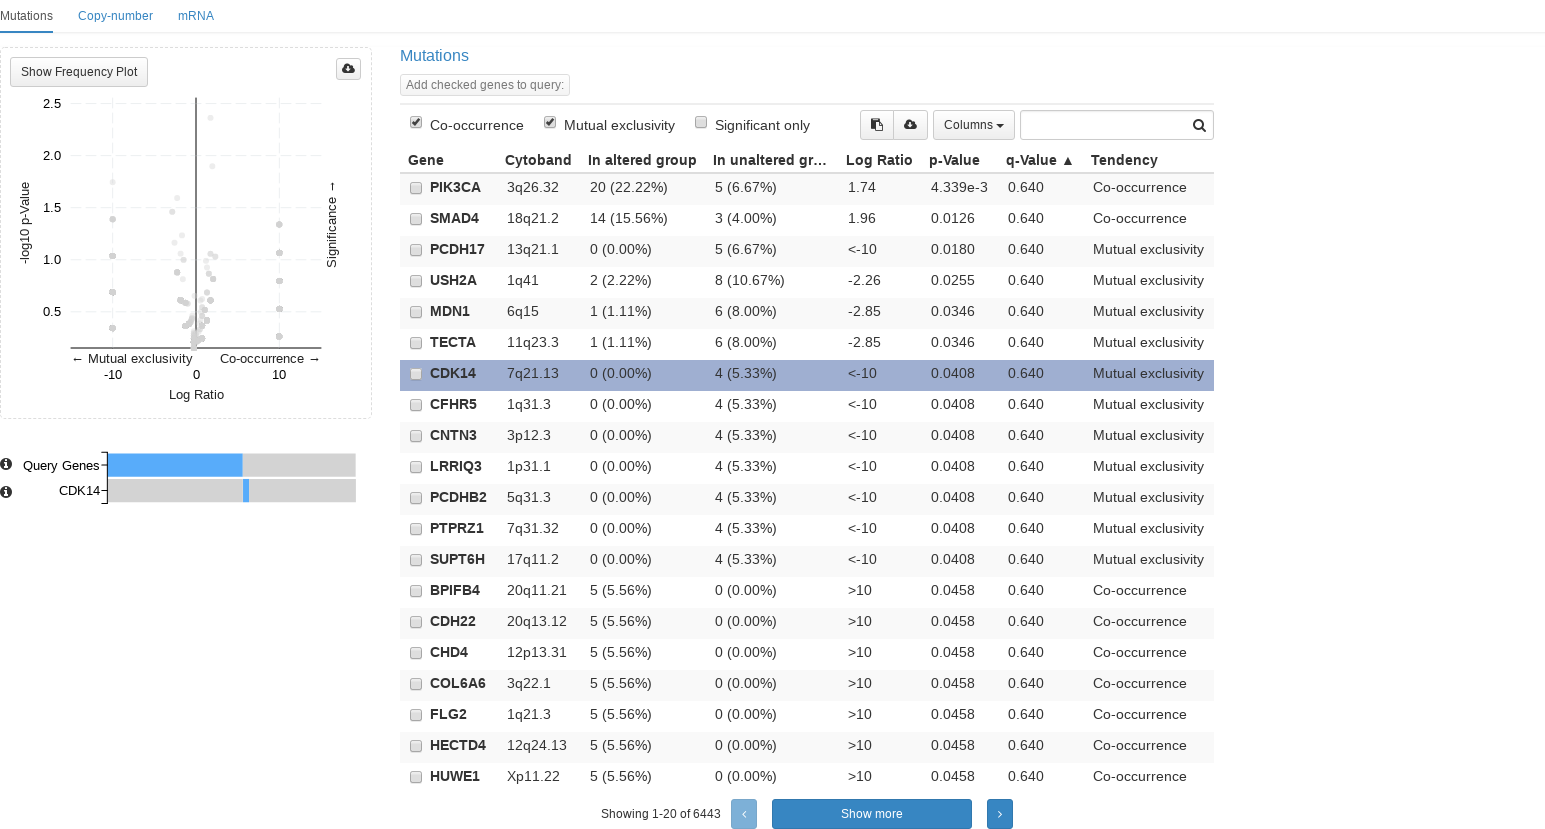 Mutations Copy-number mRNA
Show Frequency Plot
2.5
2.0
1.5
1.0
0.5
-log10 p-Value
Significance →
← Mutual exclusivity Co-occurrence →
-10 0 10
Log Ratio
Query Genes
CDK14
Mutations
Add checked genes to query:
Co-occurrence Mutual exclusivity Significant only Columns
Gene Cytoband In altered group In unaltered gr... Log Ratio p-Value q-Value ▲ Tendency
PIK3CA 3q26.32 20 (22.22%) 5 (6.67%) 1.74 4.339e-3 0.640 Co-occurrence
SMAD4 18q21.2 14 (15.56%) 3 (4.00%) 1.96 0.0126 0.640 Co-occurrence
PCDH17 13q21.1 0 (0.00%) 5 (6.67%) <-10 0.0180 0.640 Mutual exclusivity
USH2A 1q41 2 (2.22%) 8 (10.67%) -2.26 0.0255 0.640 Mutual exclusivity
MDN1 6q15 1 (1.11%) 6 (8.00%) -2.85 0.0346 0.640 Mutual exclusivity
TECTA 11q23.3 1 (1.11%) 6 (8.00%) -2.85 0.0346 0.640 Mutual exclusivity
CDK14 7q21.13 0 (0.00%) 4 (5.33%) <-10 0.0408 0.640 Mutual exclusivity
CFHR5 1q31.3 0 (0.00%) 4 (5.33%) <-10 0.0408 0.640 Mutual exclusivity
CNTN3 3p12.3 0 (0.00%) 4 (5.33%) <-10 0.0408 0.640 Mutual exclusivity
LRRIQ3 1p31.1 0 (0.00%) 4 (5.33%) <-10 0.0408 0.640 Mutual exclusivity
PCDHB2 5q31.3 0 (0.00%) 4 (5.33%) <-10 0.0408 0.640 Mutual exclusivity
PTPRZ1 7q31.32 0 (0.00%) 4 (5.33%) <-10 0.0408 0.640 Mutual exclusivity
SUPT6H 17q11.2 0 (0.00%) 4 (5.33%) <-10 0.0408 0.640 Mutual exclusivity
BPIFB4 20q11.21 5 (5.56%) 0 (0.00%) >10 0.0458 0.640 Co-occurrence
CDH22 20q13.12 5 (5.56%) 0 (0.00%) >10 0.0458 0.640 Co-occurrence
CHD4 12p13.31 5 (5.56%) 0 (0.00%) >10 0.0458 0.640 Co-occurrence
COL6A6 3q22.1 5 (5.56%) 0 (0.00%) >10 0.0458 0.640 Co-occurrence
FLG2 1q21.3 5 (5.56%) 0 (0.00%) >10 0.0458 0.640 Co-occurrence
HECTD4 12q24.13 5 (5.56%) 0 (0.00%) >10 0.0458 0.640 Co-occurrence
HUWE1 Xp11.22 5 (5.56%) 0 (0.00%) >10 0.0458 0.640 Co-occurrence
Showing 1-20 of 6443 ‹ Show more ›